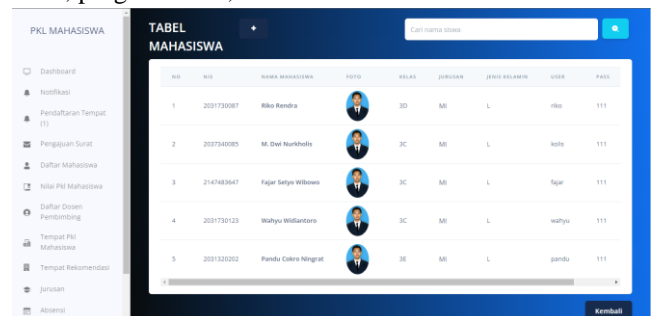 PKL MAHASISWA
Dashboard
Notifikasi
Pendaftaran Tempat
(1)
Pengajuan Surat
Daftar Mahasiswa
Nilai Pkl Mahasiswa
Daftar Dosen
Pembimbing
Tempat Pkl
Mahasiswa
Tempat Rekomendasi
Jurusan
Absensi
TABEL
MAHASISWA
+
Cari nama siswa
NO NIS NAMA MAHASISWA FOTO KELAS JURUSAN JENIS KELAMIN USER PASS
1 2031730087 Riko Rendra 3D MI L riko 111
2 2037340085 M. Dwi Nurkholis 3C MI L kolis 111
3 2147483647 Fajar Setyo Wibowo 3C MI L fajar 111
4 2031730123 Wahyu Widiantoro 3C MI L wahyu 111
5 2031320202 Pandu Cokro Ningrat 3E MI L pandu 111
Kembali